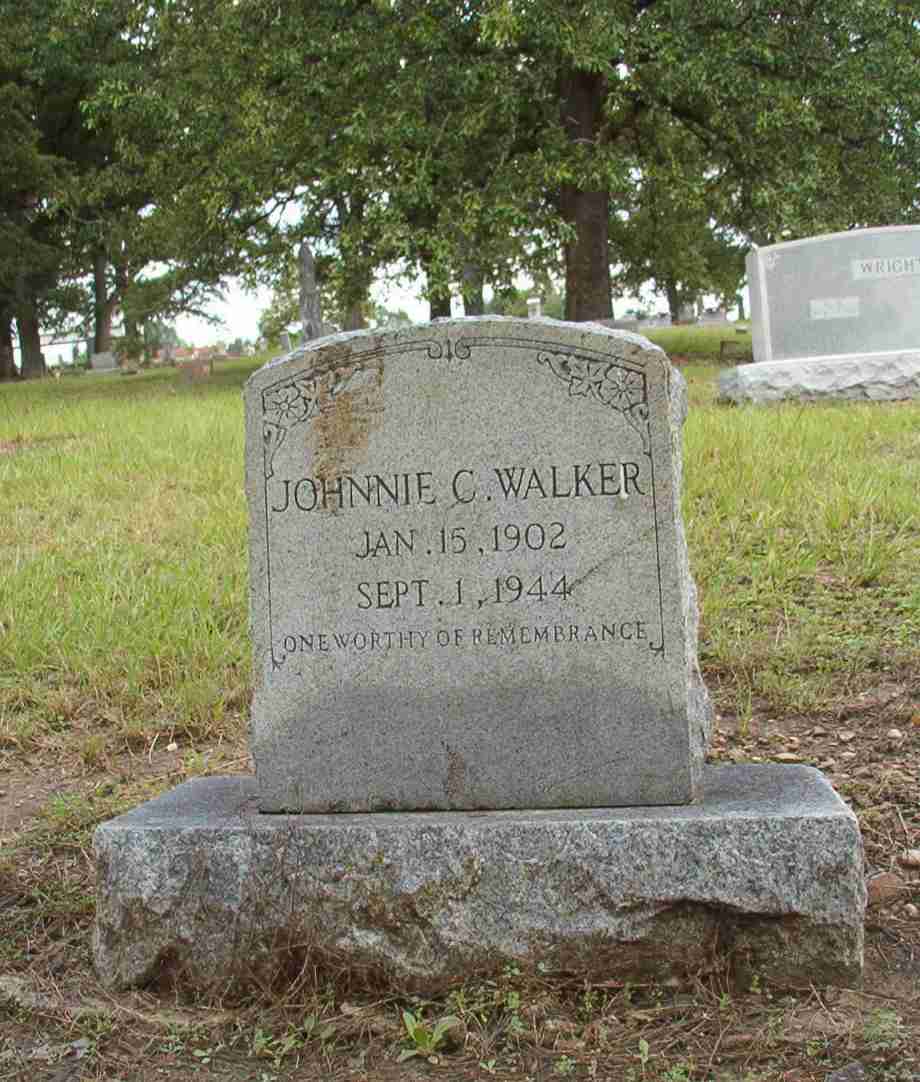 JOHNNIE C. WALKER
JAN. 15, 1902
SEPT. 1, 1944
ONE WORTHY OF REMEMBRANCE
WRIGHT